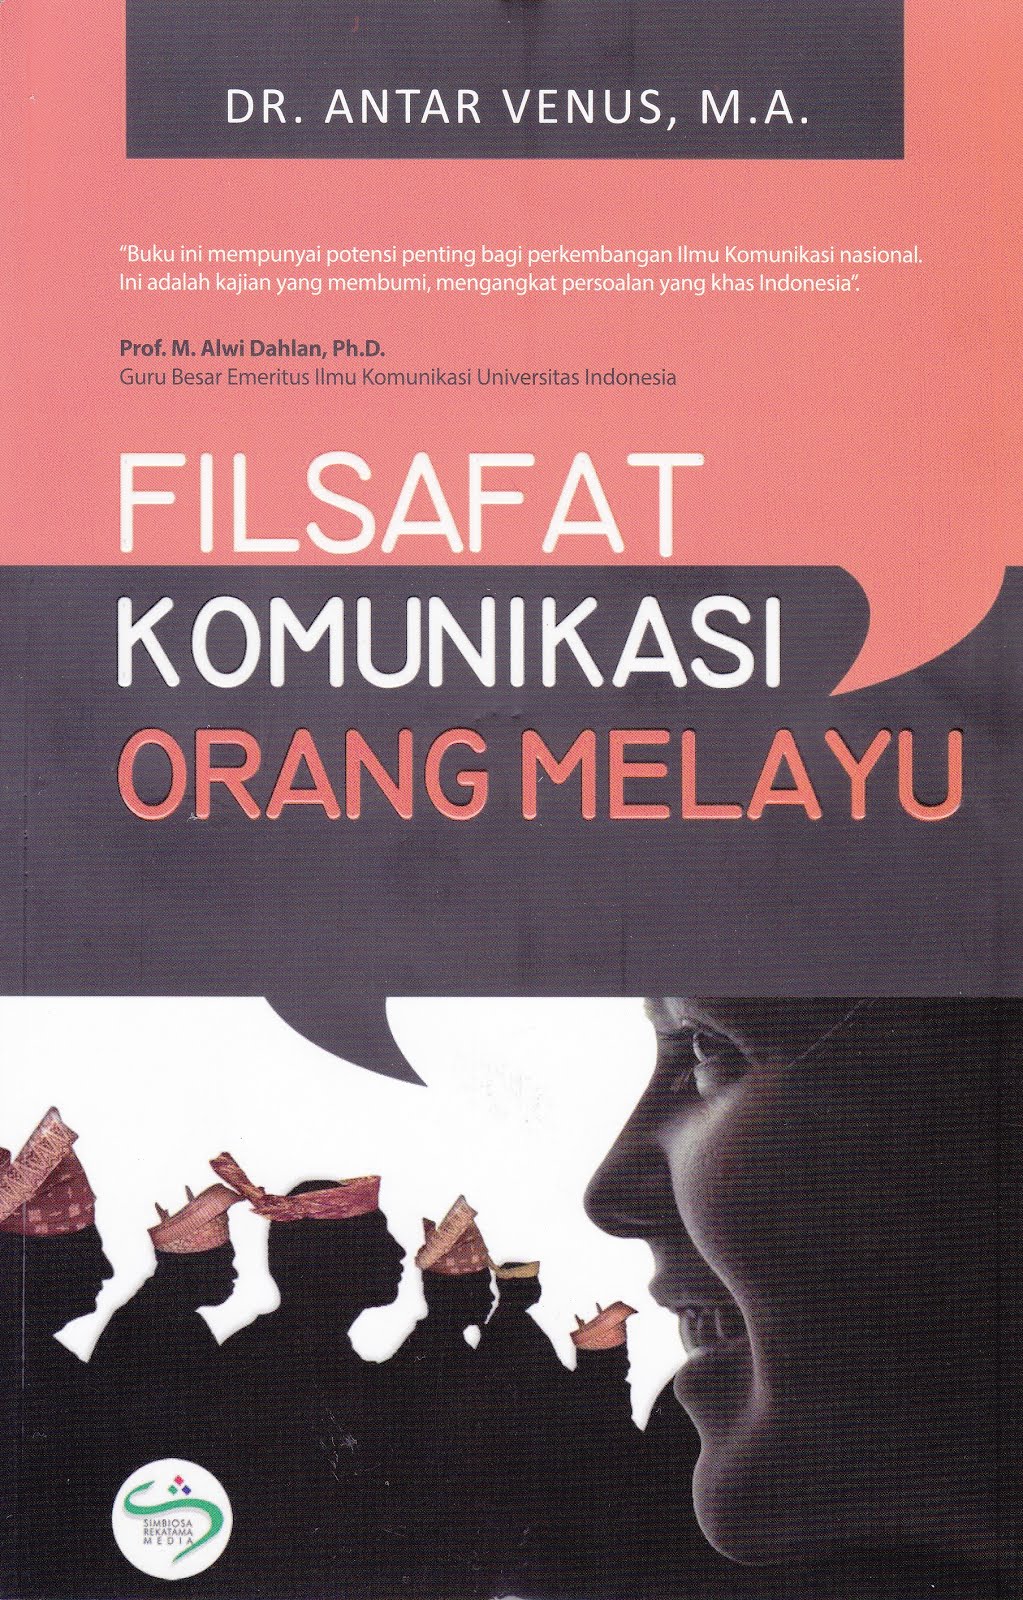 DR. ANTAR VENUS, M.A.
“Buku ini mempunyai potensi penting bagi perkembangan Ilmu Komunikasi nasional.
Ini adalah kajian yang membumi, mengangkat persoalan yang khas Indonesia”.
Prof. M. Alwi Dahlan, Ph.D.
Guru Besar Emeritus Ilmu Komunikasi Universitas Indonesia
FILSAFAT
KOMUNIKASI
ORANG MELAYU
SIMBIOSA
REKATAMA
MEDIA